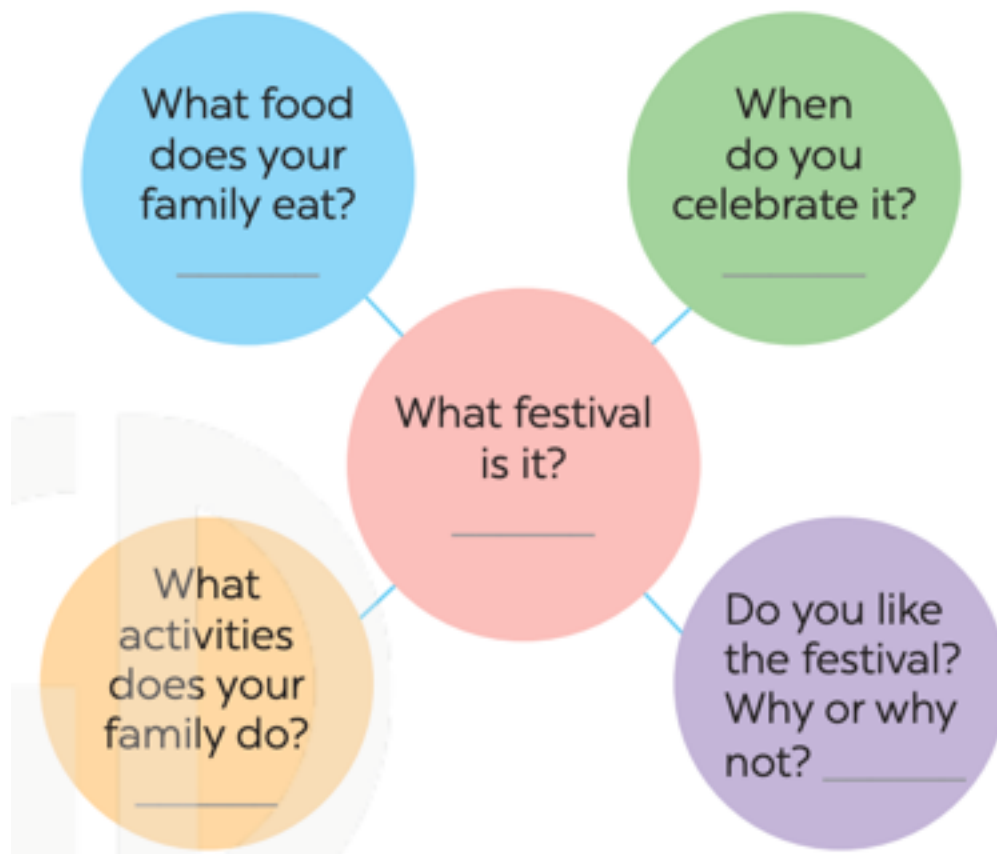 What food
does your
family eat?
When
do you
celebrate it?
What festival
is it?
What
activities
does your
family do?
Do you like
the festival?
Why or why
not?